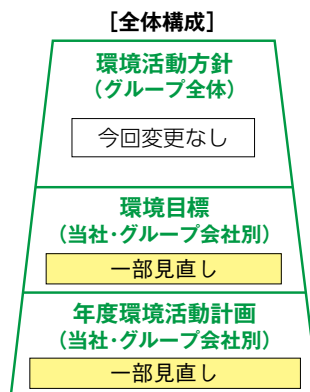 ［全体構成］
環境活動方針
（グループ全体）
今回変更なし
環境目標
（当社・グループ会社別）
一部見直し
年度環境活動計画
（当社・グループ会社別）
一部見直し